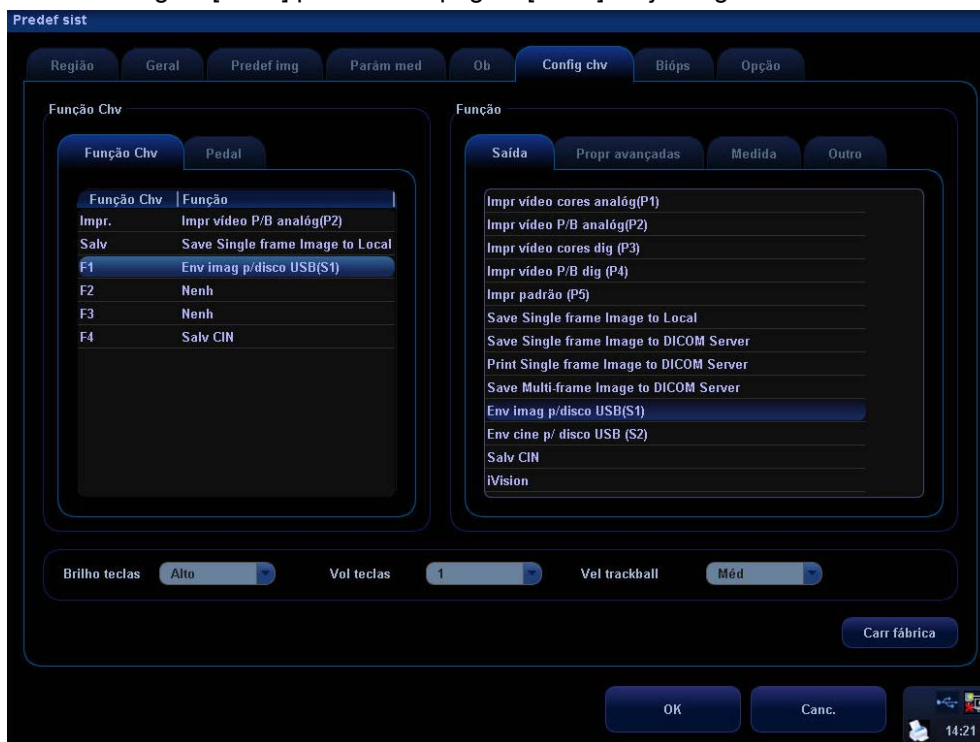 Predef sist
Região Geral Predef img Parâm med Ob Config chv Bióps Opção
Função Chv
Função Chv Pedal
Função Chv Função
Impr. Impr vídeo P/B analóg(P2)
Salv Save Single frame Image to Local
F1 Env imag p/disco USB(S1)
F2 Nenh
F3 Nenh
F4 Salv CIN
Função
Saída Propr avançadas Medida Outro
Impr vídeo cores analóg(P1)
Impr vídeo P/B analóg(P2)
Impr vídeo cores dig (P3)
Impr vídeo P/B dig (P4)
Impr padrão (P5)
Save Single frame Image to Local
Save Single frame Image to DICOM Server
Print Single frame Image to DICOM Server
Save Multi-frame Image to DICOM Server
Env imag p/disco USB(S1)
Env cine p/ disco USB (S2)
Salv CIN
iVision
Brilho teclas Alto Vol teclas 1 Vel trackball Méd
Carr fábrica
OK Canc.
14:21